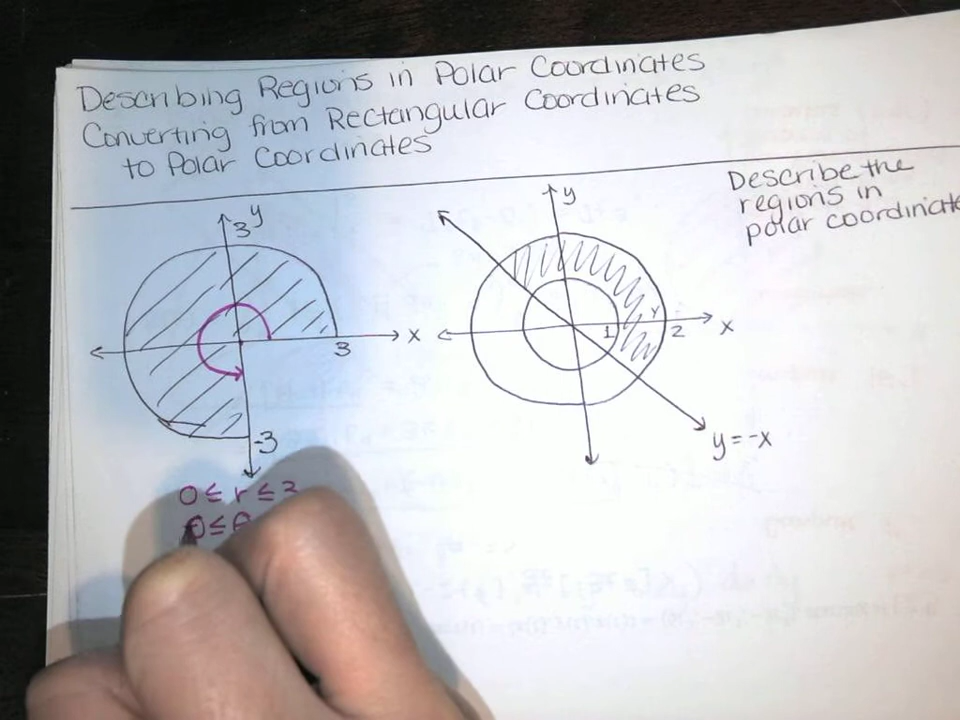 Describing Regions in Polar Coordinates
Converting from Rectangular Coordinates
to Polar Coordinates
Describe the
regions in
polar
y
3
x
3
-3
0 ≤ r ≤ 3
0 ≤ θ
y
1
2
x
y = -x